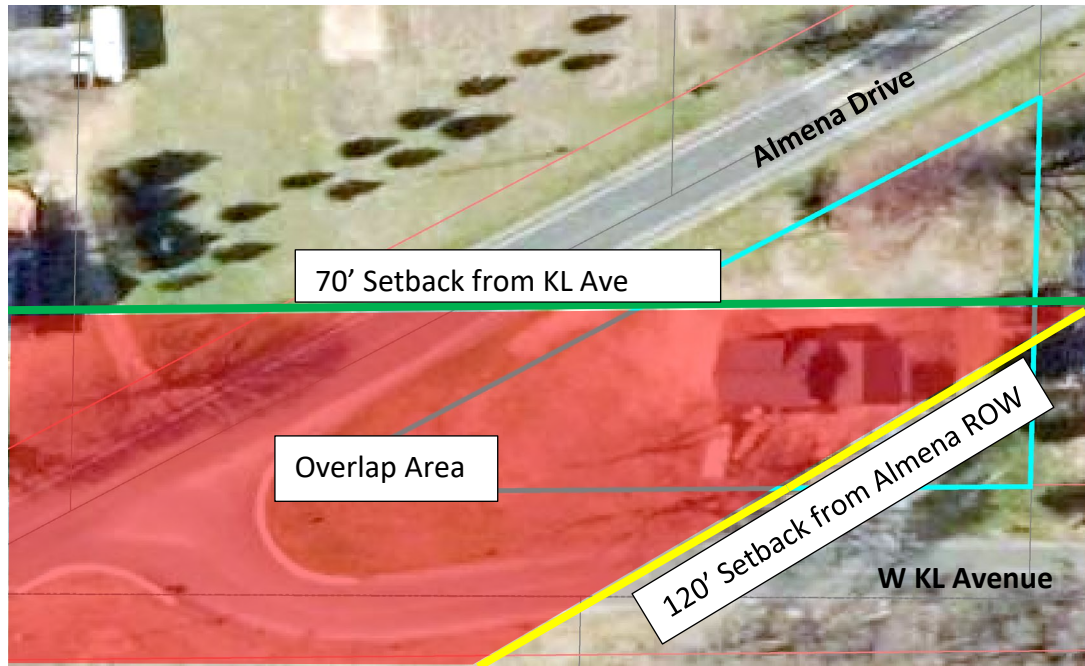 Almena Drive
70’ Setback from KL Ave
Overlap Area
120’ Setback from Almena ROW
W KL Avenue